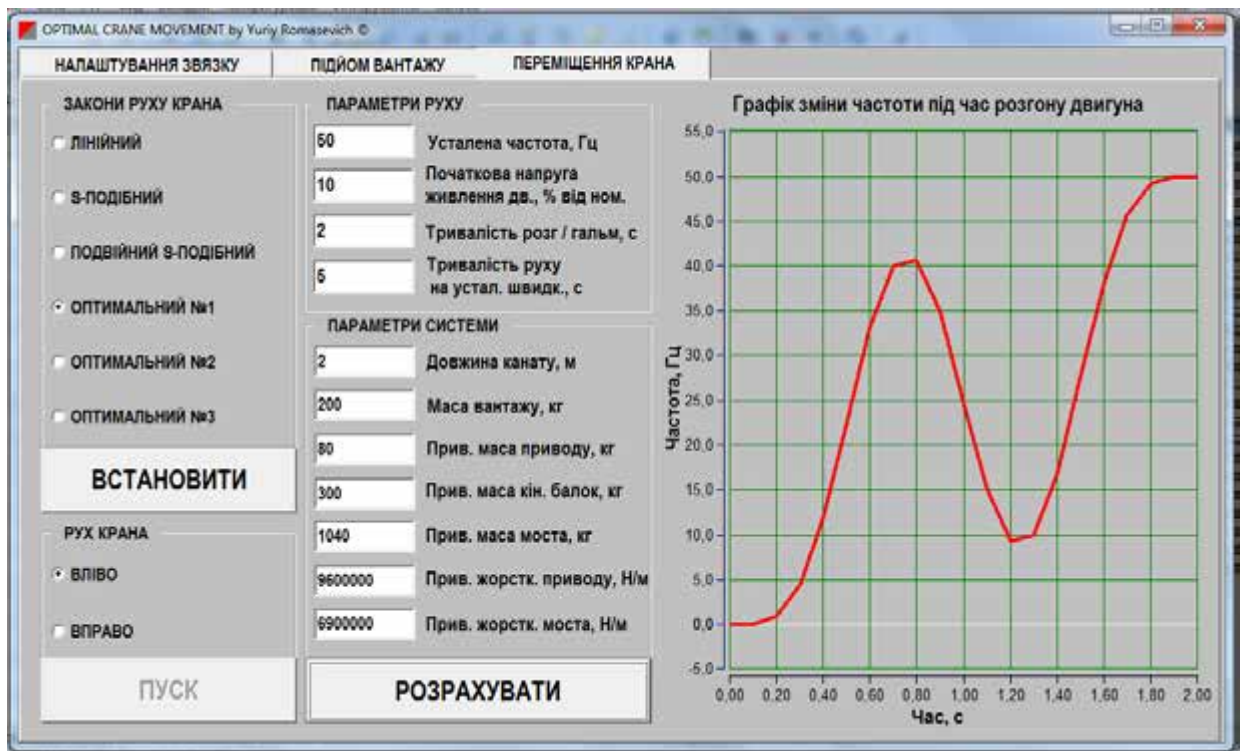 OPTIMAL CRANE MOVEMENT by Yuriy Romasevich ©
НАЛАШТУВАННЯ ЗВЯЗКУ
ПІДЙОМ ВАНТАЖУ
ПЕРЕМІЩЕННЯ КРАНА
ЗАКОНИ РУХУ КРАНА
ЛІНІЙНИЙ
S-ПОДІБНИЙ
ПОДВІЙНИЙ S-ПОДІБНИЙ
ОПТИМАЛЬНИЙ №1
ОПТИМАЛЬНИЙ №2
ОПТИМАЛЬНИЙ №3
ВСТАНОВИТИ
РУХ КРАНА
ВЛІВО
ВПРАВО
ПУСК
ПАРАМЕТРИ РУХУ
50 Усталена частота, Гц
10 Початкова напруга
живлення дв., % від ном.
2 Тривалість розг / гальм, с
5 Тривалість руху
на устал. швидк., с
ПАРАМЕТРИ СИСТЕМИ
2 Довжина канату, м
200 Маса вантажу, кг
80 Прив. маса приводу, кг
300 Прив. маса кін. балок, кг
1040 Прив. маса моста, кг
9600000 Прив. жорстк. приводу, Н/м
6900000 Прив. жорстк. моста, Н/м
РОЗРАХУВАТИ
Графік зміни частоти під час розгону двигуна
55,0
50,0
45,0
40,0
35,0
30,0
25,0
20,0
15,0
10,0
5,0
0,0
-5,0
Частота, Гц
0,00 0,20 0,40 0,60 0,80 1,00 1,20 1,40 1,60 1,80 2,00
Час, с